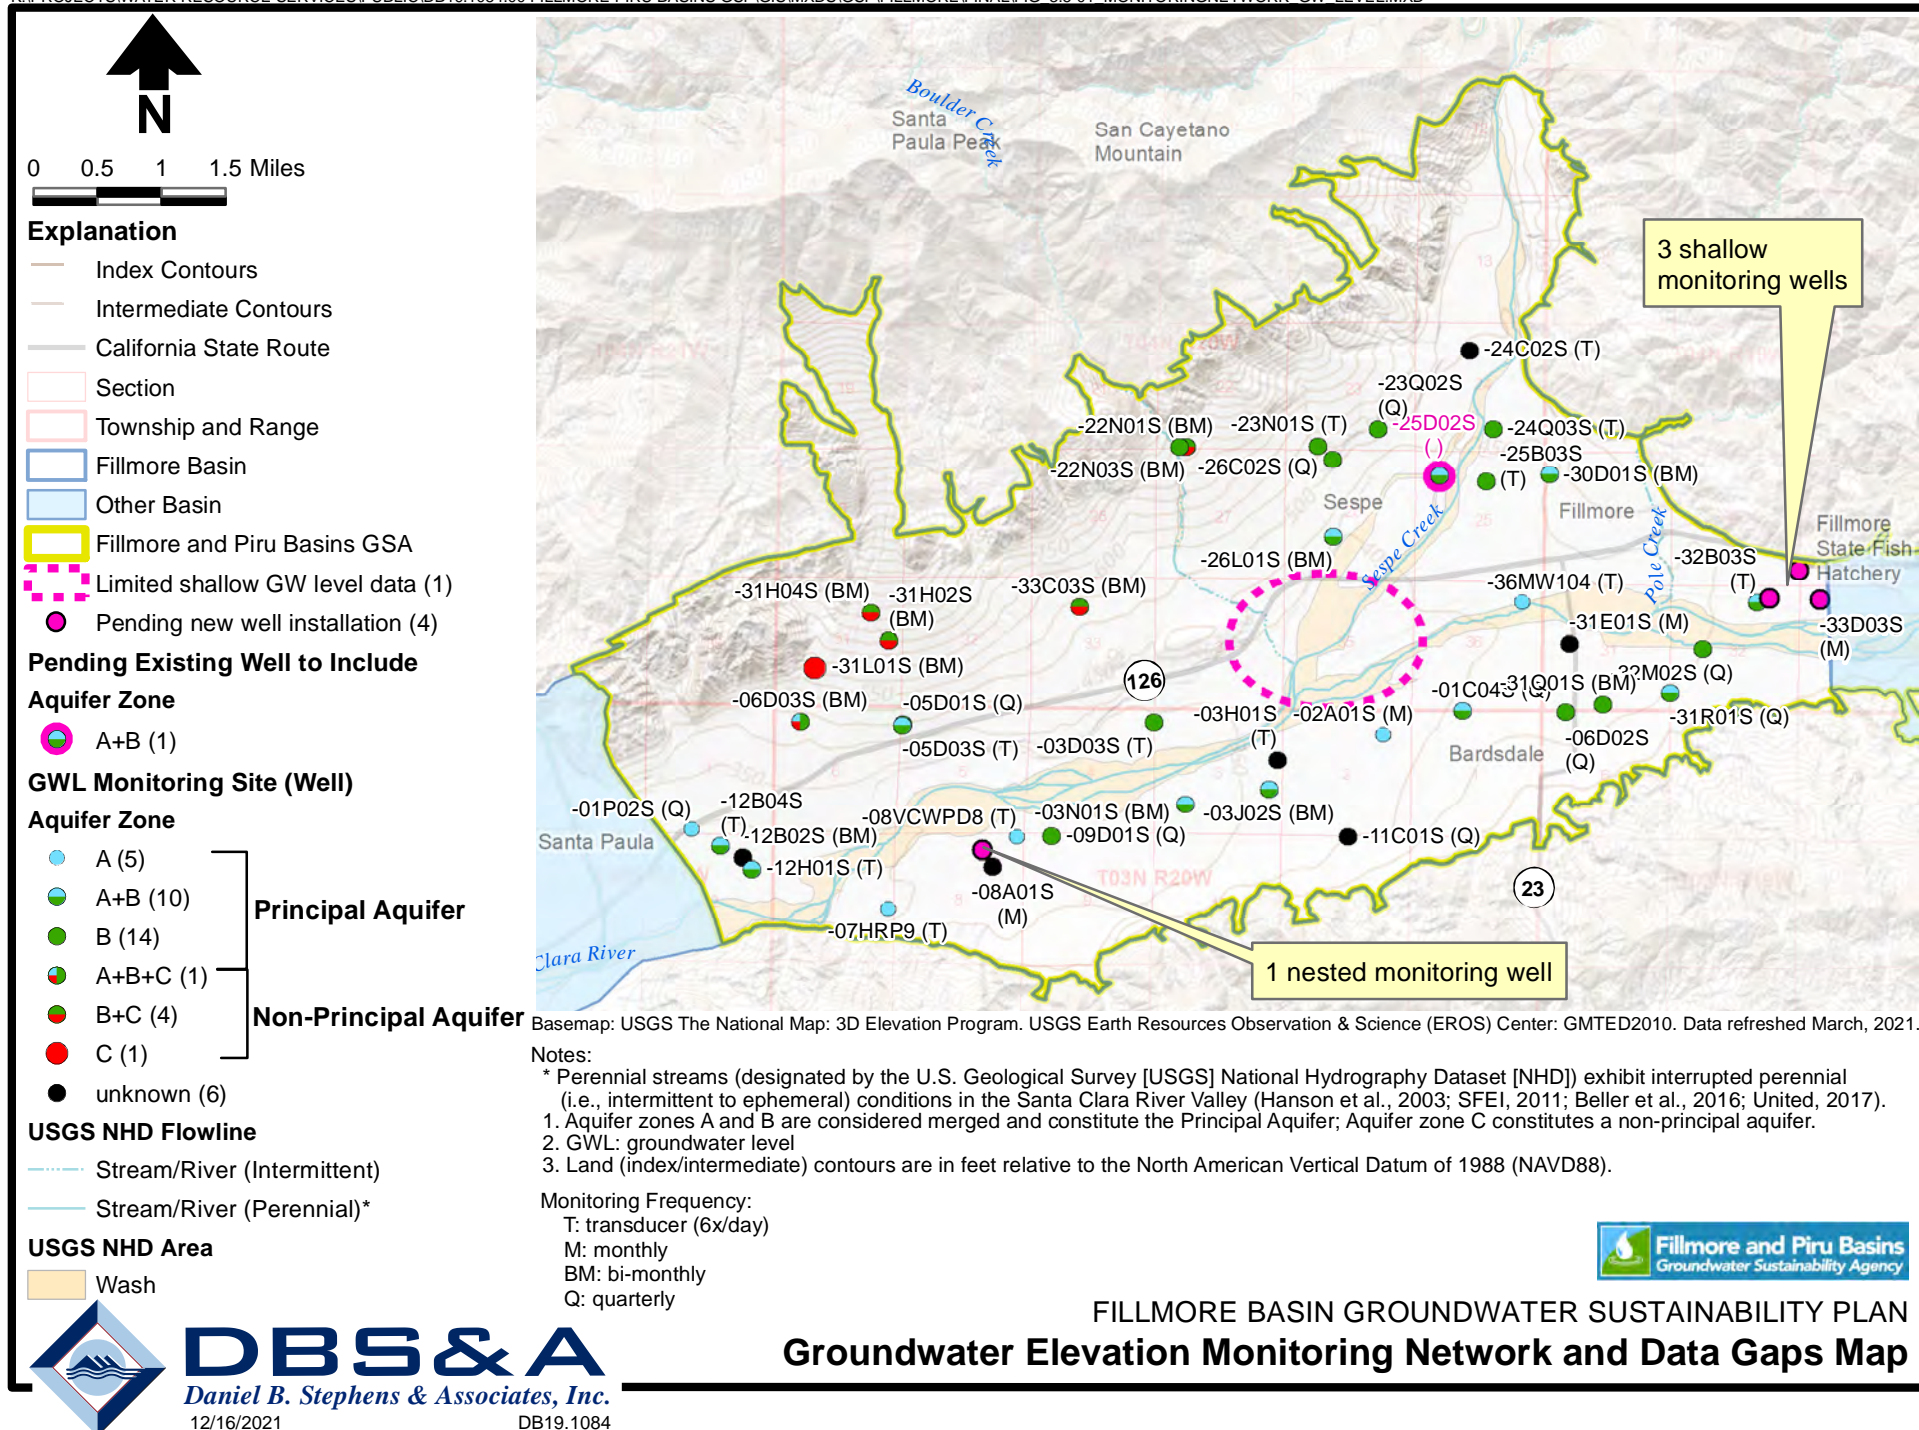 N
0 0.5 1 1.5 Miles
Explanation
Index Contours
Intermediate Contours
California State Route
Section
Township and Range
Fillmore Basin
Other Basin
Fillmore and Piru Basins GSA
Limited shallow GW level data (1)
Pending new well installation (4)
Pending Existing Well to Include
Aquifer Zone
A+B (1)
GWL Monitoring Site (Well)
Aquifer Zone
A (5)
A+B (10)
B (14)
A+B+C (1)
B+C (4)
C (1)
unknown (6)
Principal Aquifer
Non-Principal Aquifer
USGS NHD Flowline
Stream/River (Intermittent)
Stream/River (Perennial)*
USGS NHD Area
Wash
Boulder Creek
Santa
Paula Peak
San Cayetano
Mountain
3 shallow
monitoring wells
-24C02S (T)
-23Q02S
(Q)
-22N01S (BM)
-23N01S (T)
-25D02S
( )
-24Q03S (T)
-22N03S (BM)
-26C02S (Q)
-25B03S
(T)
-30D01S (BM)
Sespe
Sespe Creek
Fillmore
Pole Creek
Fillmore
State Fish
Hatchery
-26L01S (BM)
-32B03S
(T)
-36MW104 (T)
-31H04S (BM)
-31H02S
(BM)
-33C03S (BM)
-31E01S (M)
-33D03S
(M)
-31L01S (BM)
126
-06D03S (BM)
-05D01S (Q)
-03H01S
(T)
-02A01S (M)
-01C04S (Q)
-31Q01S (BM)
-32M02S (Q)
-31R01S (Q)
-05D03S (T)
-03D03S (T)
Bardsdale
-06D02S
(Q)
-01P02S (Q)
-12B04S
(T)
-12B02S (BM)
-08VCWPD8 (T)
-03N01S (BM)
-03J02S (BM)
Santa Paula
-09D01S (Q)
-11C01S (Q)
-12H01S (T)
T03N R20W
23
-08A01S
(M)
-07HRP9 (T)
Clara River
1 nested monitoring well
Basemap: USGS The National Map: 3D Elevation Program. USGS Earth Resources Observation & Science (EROS) Center: GMTED2010. Data refreshed March, 2021.
Notes:
* Perennial streams (designated by the U.S. Geological Survey [USGS] National Hydrography Dataset [NHD]) exhibit interrupted perennial
(i.e., intermittent to ephemeral) conditions in the Santa Clara River Valley (Hanson et al., 2003; SFEI, 2011; Beller et al., 2016; United, 2017).
1. Aquifer zones A and B are considered merged and constitute the Principal Aquifer; Aquifer zone C constitutes a non-principal aquifer.
2. GWL: groundwater level
3. Land (index/intermediate) contours are in feet relative to the North American Vertical Datum of 1988 (NAVD88).
Monitoring Frequency:
T: transducer (6x/day)
M: monthly
BM: bi-monthly
Q: quarterly
Fillmore and Piru Basins
Groundwater Sustainability Agency
FILLMORE BASIN GROUNDWATER SUSTAINABILITY PLAN
Groundwater Elevation Monitoring Network and Data Gaps Map
DBS&A
Daniel B. Stephens & Associates, Inc.
12/16/2021 DB19.1084